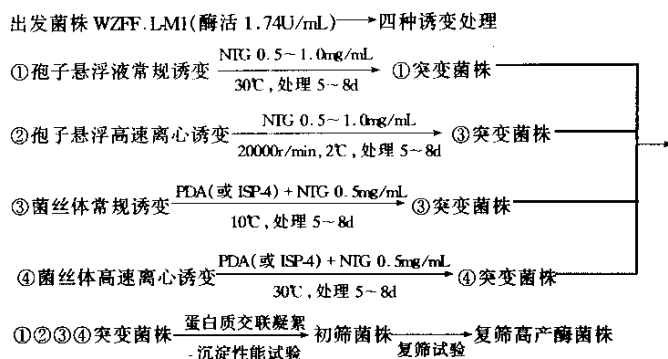 出发菌株 WZFF. L-M1(酶活 1.74U/mL) 四种诱变处理
NTG 0.5~1.0mg/mL
①孢子悬浮液常规诱变 ①突变菌株
30℃, 处理 5~8d
NTG 0.5~1.0mg/mL
②孢子悬浮高速离心诱变 ③突变菌株
20000r/min, 2℃, 处理 5~8d
PDA(或 ISP-4) + NTG 0.5mg/mL
③菌丝体常规诱变 ③突变菌株
10℃, 处理 5~8d
PDA(或 ISP-4) + NTG 0.5mg/mL
④菌丝体高速离心诱变 ④突变菌株
30℃, 处理 5~8d
蛋白质交联凝絮
①②③④突变菌株 初筛菌株 复筛高产酶菌株
沉淀性能试验 复筛试验